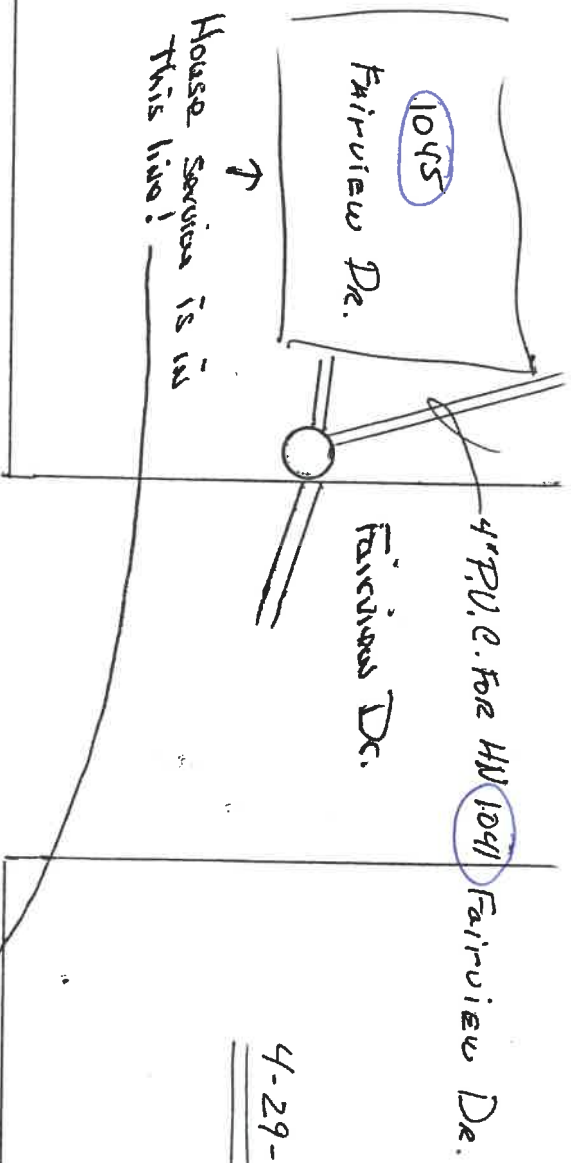 1045
FAirview DR.
House Service is in
This line!
4" P.V.C. FOR HN 1041 Fairview DR.
Fairview Dr.
4-29-